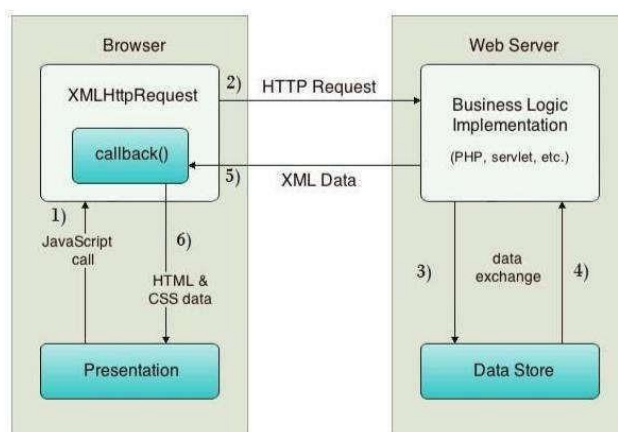 Browser
Web Server
XMLHttpRequest
2)
HTTP Request
Business Logic
Implementation
(PHP, servlet, etc.)
callback()
5)
XML Data
1)
JavaScript
call
6)
HTML &
CSS data
3)
data
exchange
4)
Presentation
Data Store